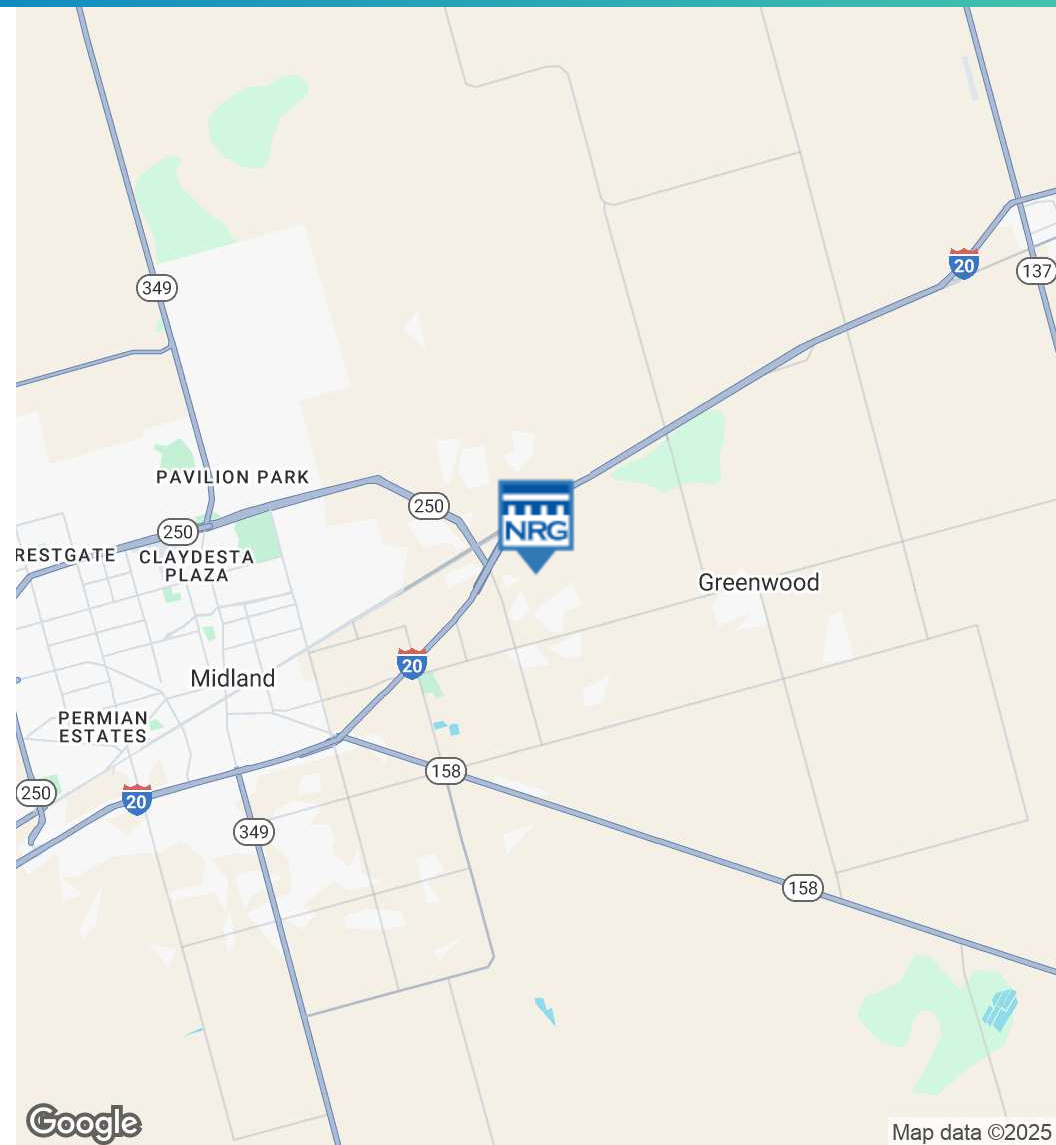 20
137
349
PAVILION PARK
250
NRG
250
RESTGATE
CLAYDESTA
PLAZA
Greenwood
20
Midland
PERMIAN
ESTATES
158
250
20
349
158
Google
Map data ©2025